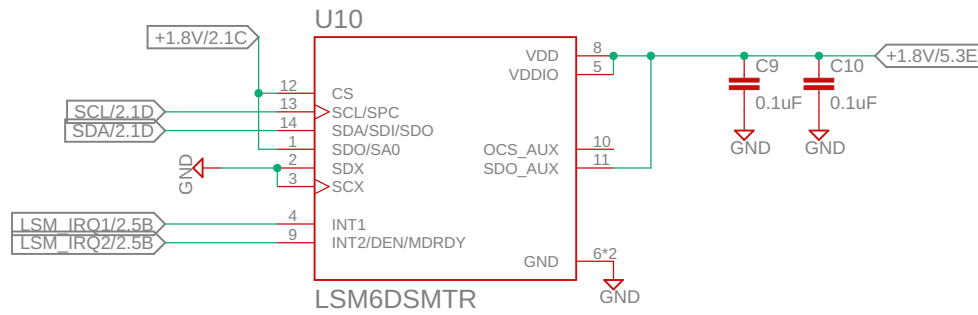 U10
+1.8V/2.1C
VDD
8
+1.8V/5.3E
VDDIO
5
C9
C10
12
CS
0.1uF
0.1uF
SCL/2.1D
13
SCL/SPC
SDA/2.1D
14
SDA/SDI/SDO
GND
GND
1
SDO/SA0
OCS_AUX
10
GND
2
SDX
SDO_AUX
11
3
SCX
LSM_IRQ1/2.5B
4
INT1
LSM_IRQ2/2.5B
9
INT2/DEN/MDRDY
GND
6*2
GND
LSM6DSMTR